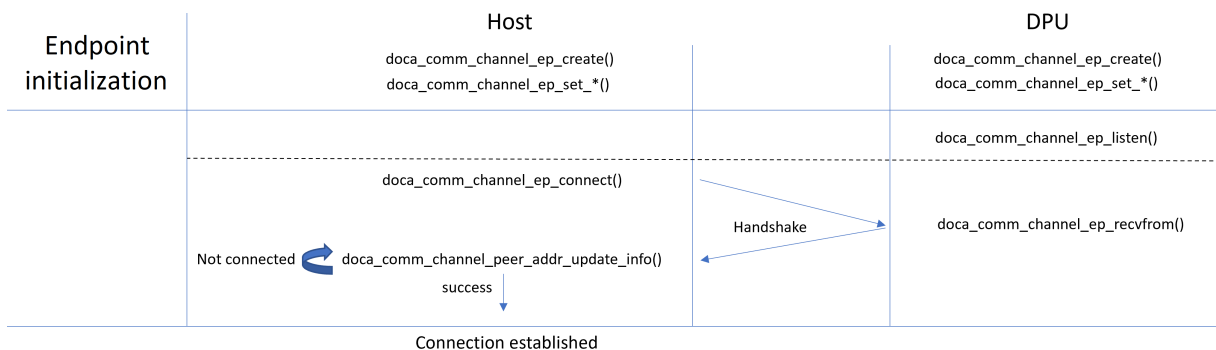 Host
DPU
Endpoint
initialization
doca_comm_channel_ep_create()
doca_comm_channel_ep_create()
doca_comm_channel_ep_set_*()
doca_comm_channel_ep_set_*()
doca_comm_channel_ep_listen()
doca_comm_channel_ep_connect()
Handshake
doca_comm_channel_ep_recvfrom()
Not connected
doca_comm_channel_peer_addr_update_info()
success
Connection established